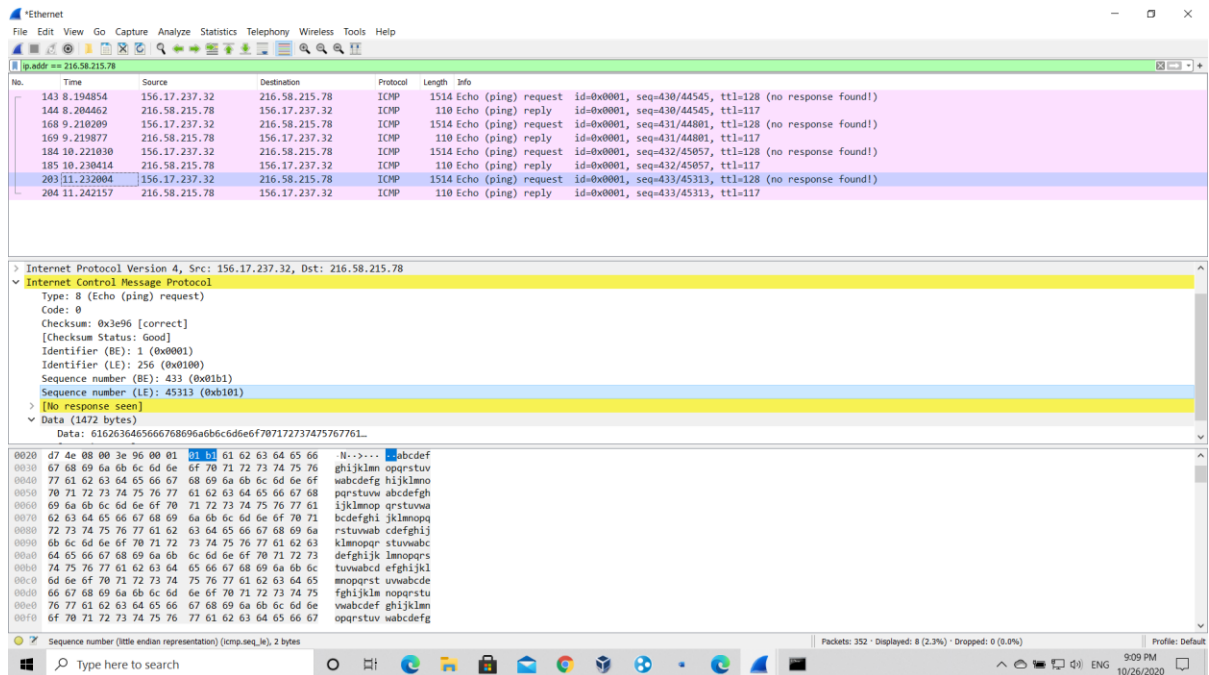 *Ethernet
File Edit View Go Capture Analyze Statistics Telephony Wireless Tools Help
ip.addr == 216.58.215.78
No. Time Source Destination Protocol Length Info
143 8.194854 156.17.237.32 216.58.215.78 ICMP 1514 Echo (ping) request id=0x0001, seq=430/44545, ttl=128 (no response found!)
144 8.204462 216.58.215.78 156.17.237.32 ICMP 110 Echo (ping) reply id=0x0001, seq=430/44545, ttl=117
168 9.210209 156.17.237.32 216.58.215.78 ICMP 1514 Echo (ping) request id=0x0001, seq=431/44801, ttl=128 (no response found!)
169 9.219877 216.58.215.78 156.17.237.32 ICMP 110 Echo (ping) reply id=0x0001, seq=431/44801, ttl=117
184 10.221030 156.17.237.32 216.58.215.78 ICMP 1514 Echo (ping) request id=0x0001, seq=432/45057, ttl=128 (no response found!)
185 10.230414 216.58.215.78 156.17.237.32 ICMP 110 Echo (ping) reply id=0x0001, seq=432/45057, ttl=117
203 11.232004 156.17.237.32 216.58.215.78 ICMP 1514 Echo (ping) request id=0x0001, seq=433/45313, ttl=128 (no response found!)
204 11.242157 216.58.215.78 156.17.237.32 ICMP 110 Echo (ping) reply id=0x0001, seq=433/45313, ttl=117
> Internet Protocol Version 4, Src: 156.17.237.32, Dst: 216.58.215.78
Internet Control Message Protocol
Type: 8 (Echo (ping) request)
Code: 0
Checksum: 0x3e96 [correct]
[Checksum Status: Good]
Identifier (BE): 1 (0x0001)
Identifier (LE): 256 (0x0100)
Sequence number (BE): 433 (0x01b1)
Sequence number (LE): 45313 (0xb101)
> [No response seen]
Data (1472 bytes)
Data: 6162636465666768696a6b6c6d6e6f7071727374757677 61…
0020 d7 4e 08 00 3e 96 00 01 01 b1 61 62 63 64 65 66 ·N··>··· ··abcdef
0030 67 68 69 6a 6b 6c 6d 6e 6f 70 71 72 73 74 75 76 ghijklmn opqrstuv
0040 77 61 62 63 64 65 66 67 68 69 6a 6b 6c 6d 6e 6f wabcdefg hijklmno
0050 70 71 72 73 74 75 76 77 61 62 63 64 65 66 67 68 pqrstuvw abcdefgh
0060 69 6a 6b 6c 6d 6e 6f 70 71 72 73 74 75 76 77 61 ijklmnop qrstuvwa
0070 62 63 64 65 66 67 68 69 6a 6b 6c 6d 6e 6f 70 71 bcdefghi jklmnopq
0080 72 73 74 75 76 77 61 62 63 64 65 66 67 68 69 6a rstuvwab cdefghij
0090 6b 6c 6d 6e 6f 70 71 72 73 74 75 76 77 61 62 63 klmnopqr stuvwabc
00a0 64 65 66 67 68 69 6a 6b 6c 6d 6e 6f 70 71 72 73 defghijk lmnopqrs
00b0 74 75 76 77 61 62 63 64 65 66 67 68 69 6a 6b 6c tuvwabcd efghijkl
00c0 6d 6e 6f 70 71 72 73 74 75 76 77 61 62 63 64 65 mnopqrst uvwabcde
00d0 66 67 68 69 6a 6b 6c 6d 6e 6f 70 71 72 73 74 75 fghijklm nopqrstu
00e0 76 77 61 62 63 64 65 66 67 68 69 6a 6b 6c 6d 6e vwabcdef ghijklmn
00f0 6f 70 71 72 73 74 75 76 77 61 62 63 64 65 66 67 opqrstuv wabcdefg
Sequence number (little endian representation) (icmp.seq_le), 2 bytes Packets: 352 · Displayed: 8 (2.3%) · Dropped: 0 (0.0%) Profile: Default
Type here to search ENG 9:09 PM
10/26/2020